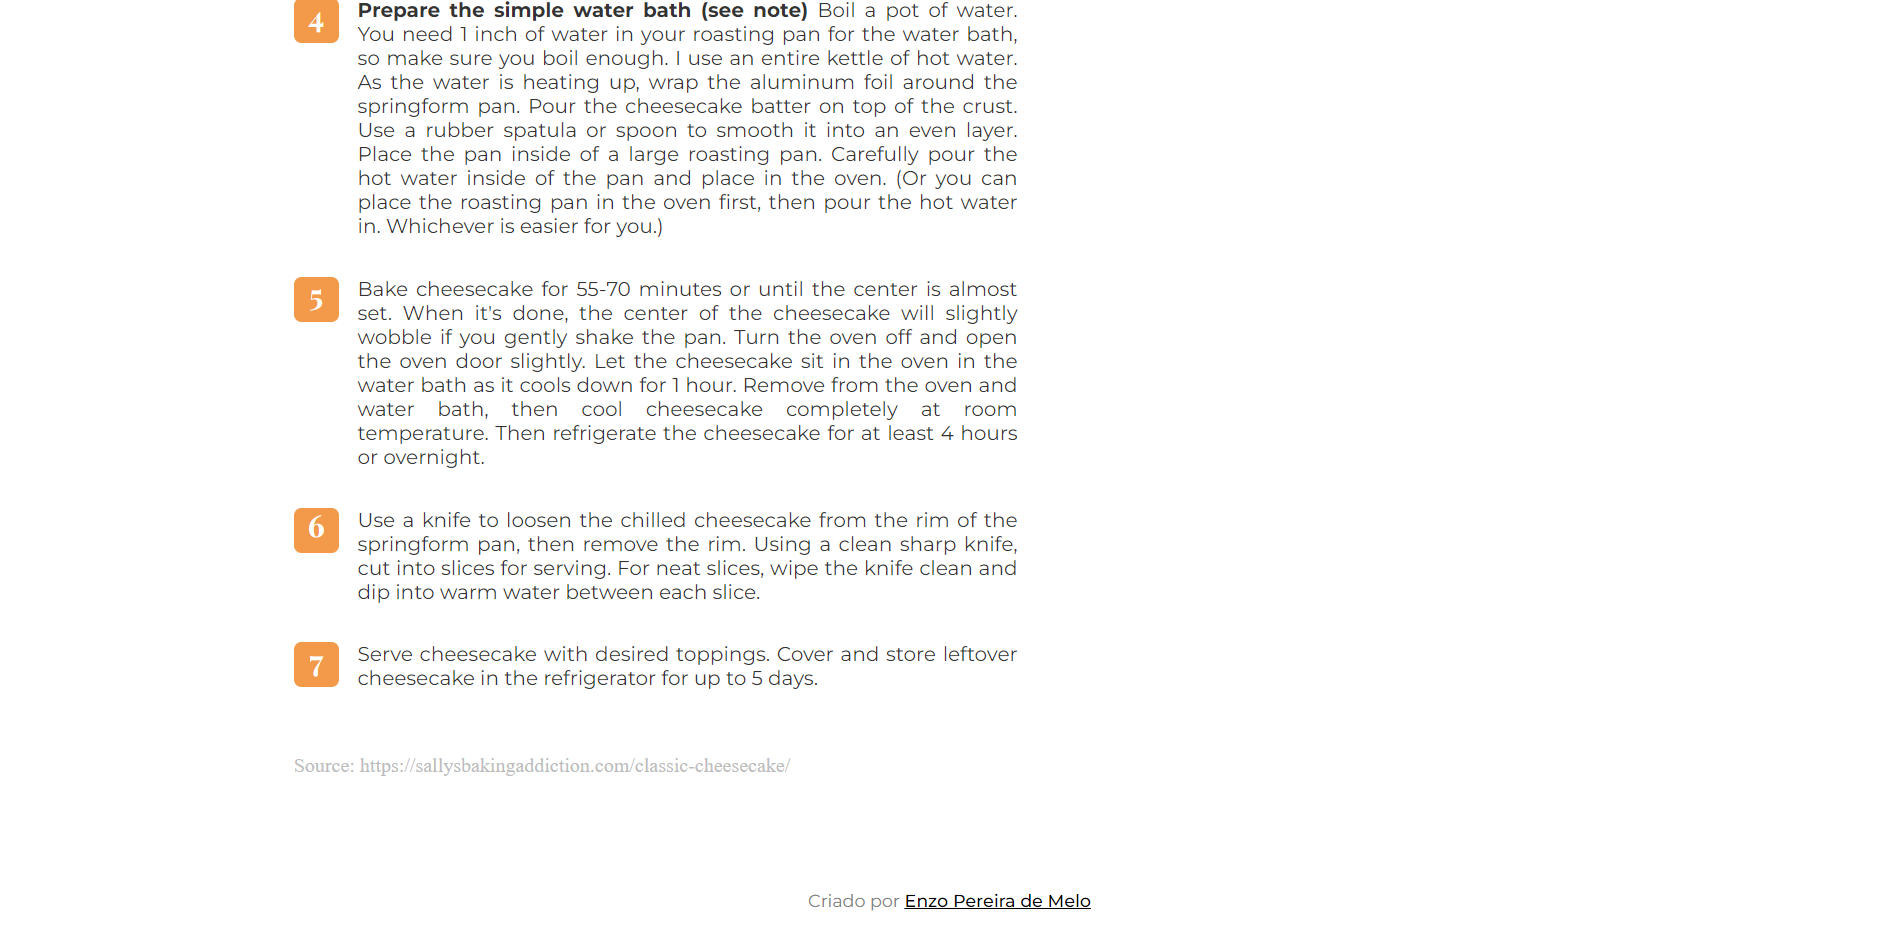 4
Prepare the simple water bath (see note) Boil a pot of water.
You need 1 inch of water in your roasting pan for the water bath,
so make sure you boil enough. I use an entire kettle of hot water.
As the water is heating up, wrap the aluminum foil around the
springform pan. Pour the cheesecake batter on top of the crust.
Use a rubber spatula or spoon to smooth it into an even layer.
Place the pan inside of a large roasting pan. Carefully pour the
hot water inside of the pan and place in the oven. (Or you can
place the roasting pan in the oven first, then pour the hot water
in. Whichever is easier for you.)
5
Bake cheesecake for 55-70 minutes or until the center is almost
set. When it's done, the center of the cheesecake will slightly
wobble if you gently shake the pan. Turn the oven off and open
the oven door slightly. Let the cheesecake sit in the oven in the
water bath as it cools down for 1 hour. Remove from the oven and
water bath, then cool cheesecake completely at room
temperature. Then refrigerate the cheesecake for at least 4 hours
or overnight.
6
Use a knife to loosen the chilled cheesecake from the rim of the
springform pan, then remove the rim. Using a clean sharp knife,
cut into slices for serving. For neat slices, wipe the knife clean and
dip into warm water between each slice.
7
Serve cheesecake with desired toppings. Cover and store leftover
cheesecake in the refrigerator for up to 5 days.
Source: https://sallysbakingaddiction.com/classic-cheesecake/
Criado por Enzo Pereira de Melo